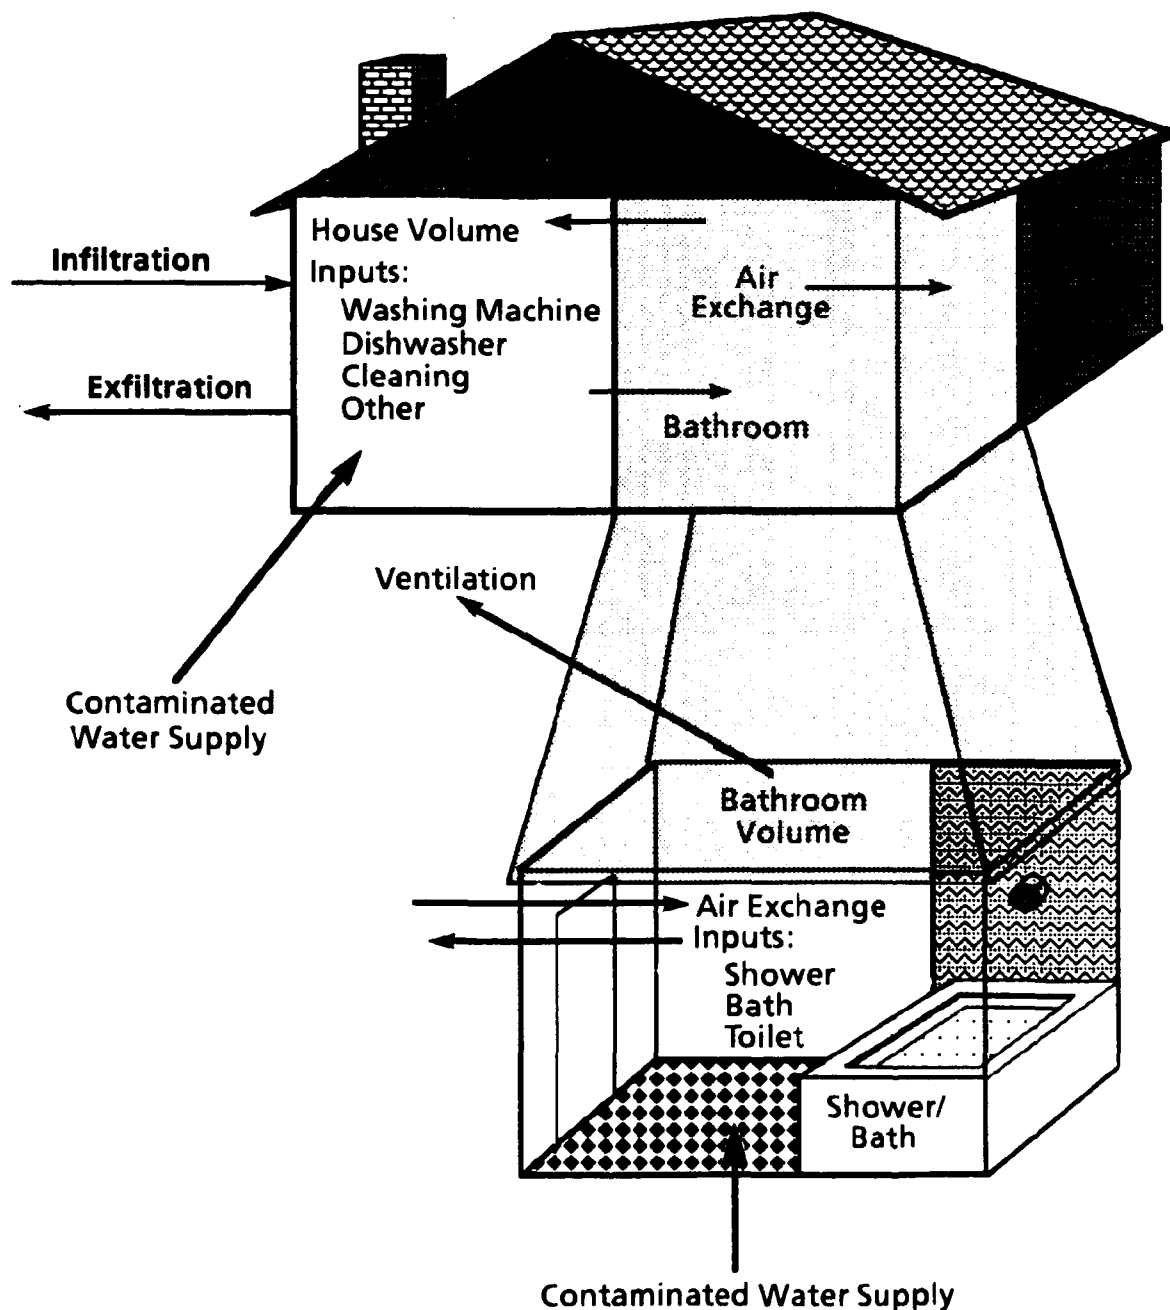 House Volume
Infiltration
Inputs:
Washing Machine
Dishwasher
Cleaning
Other
Exfiltration
Air
Exchange
Bathroom
Ventilation
Contaminated
Water Supply
Bathroom
Volume
Air Exchange
Inputs:
Shower
Bath
Toilet
Shower/
Bath
Contaminated Water Supply